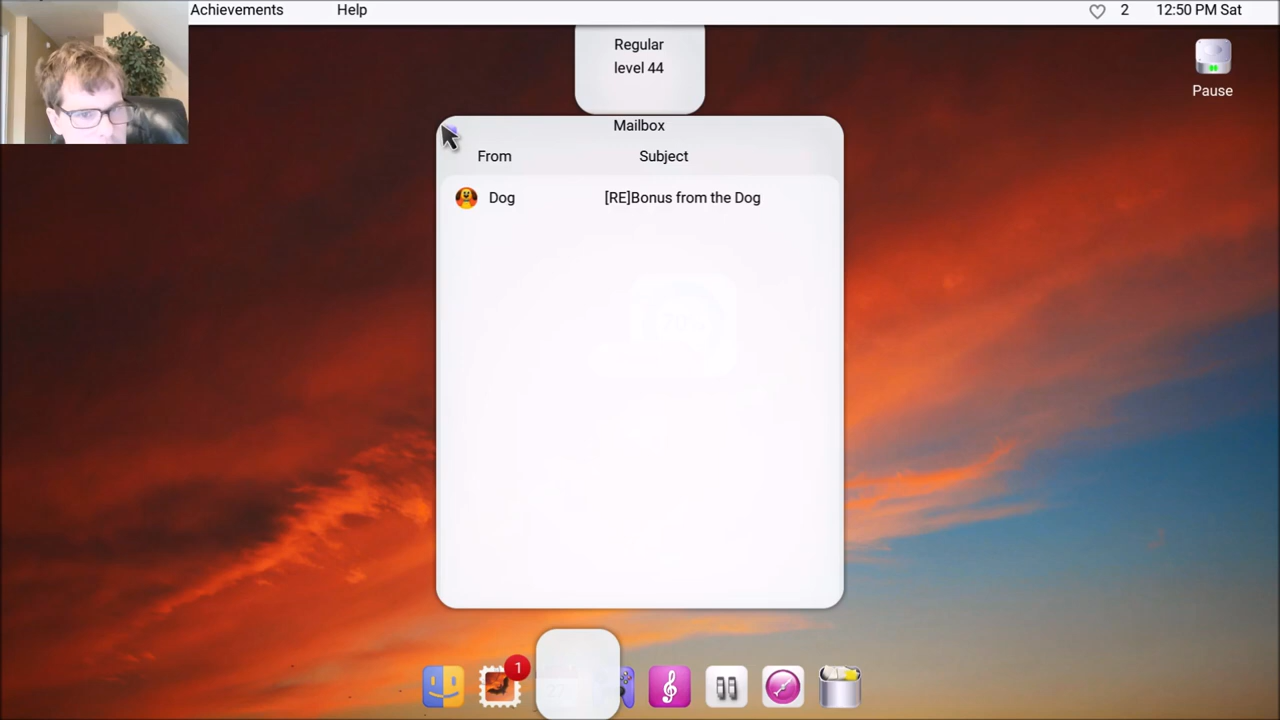 Achievements Help 2 12:50 PM Sat
Regular
level 44
Pause
Mailbox
From Subject
Dog [RE]Bonus from the Dog
1